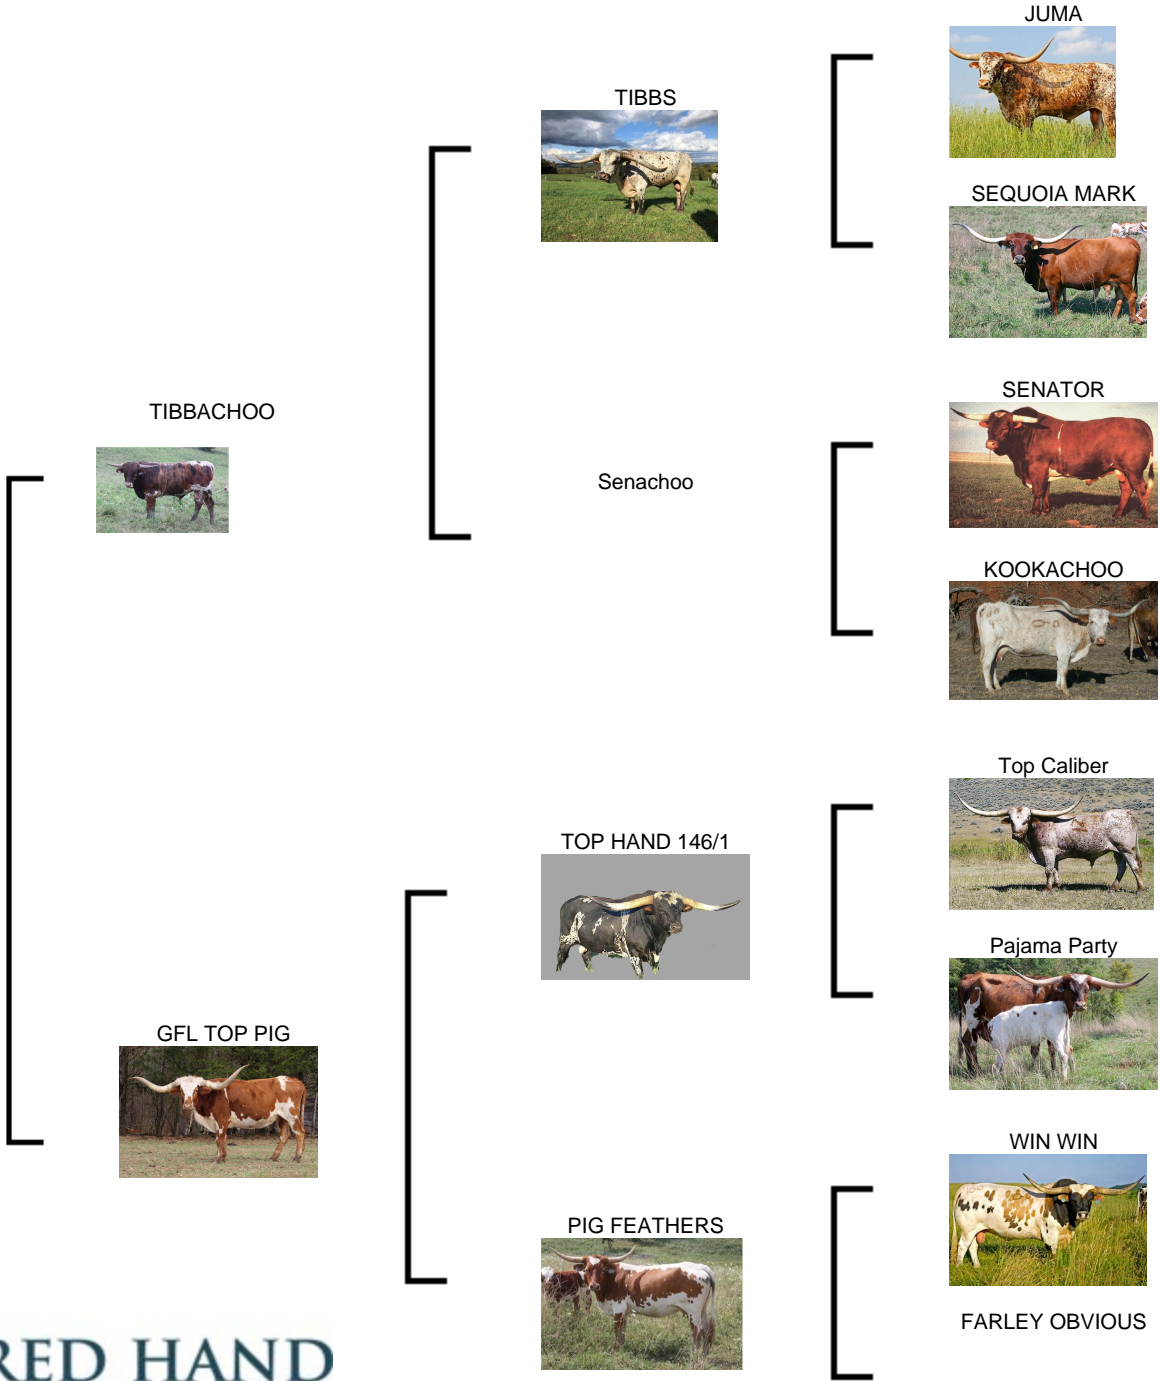 JUMA
TIBBS
SEQUOIA MARK
TIBBACHOO
SENATOR
Senachoo
KOOKACHOO
Top Caliber
TOP HAND 146/1
Pajama Party
GFL TOP PIG
WIN WIN
PIG FEATHERS
FARLEY OBVIOUS
RED HAND